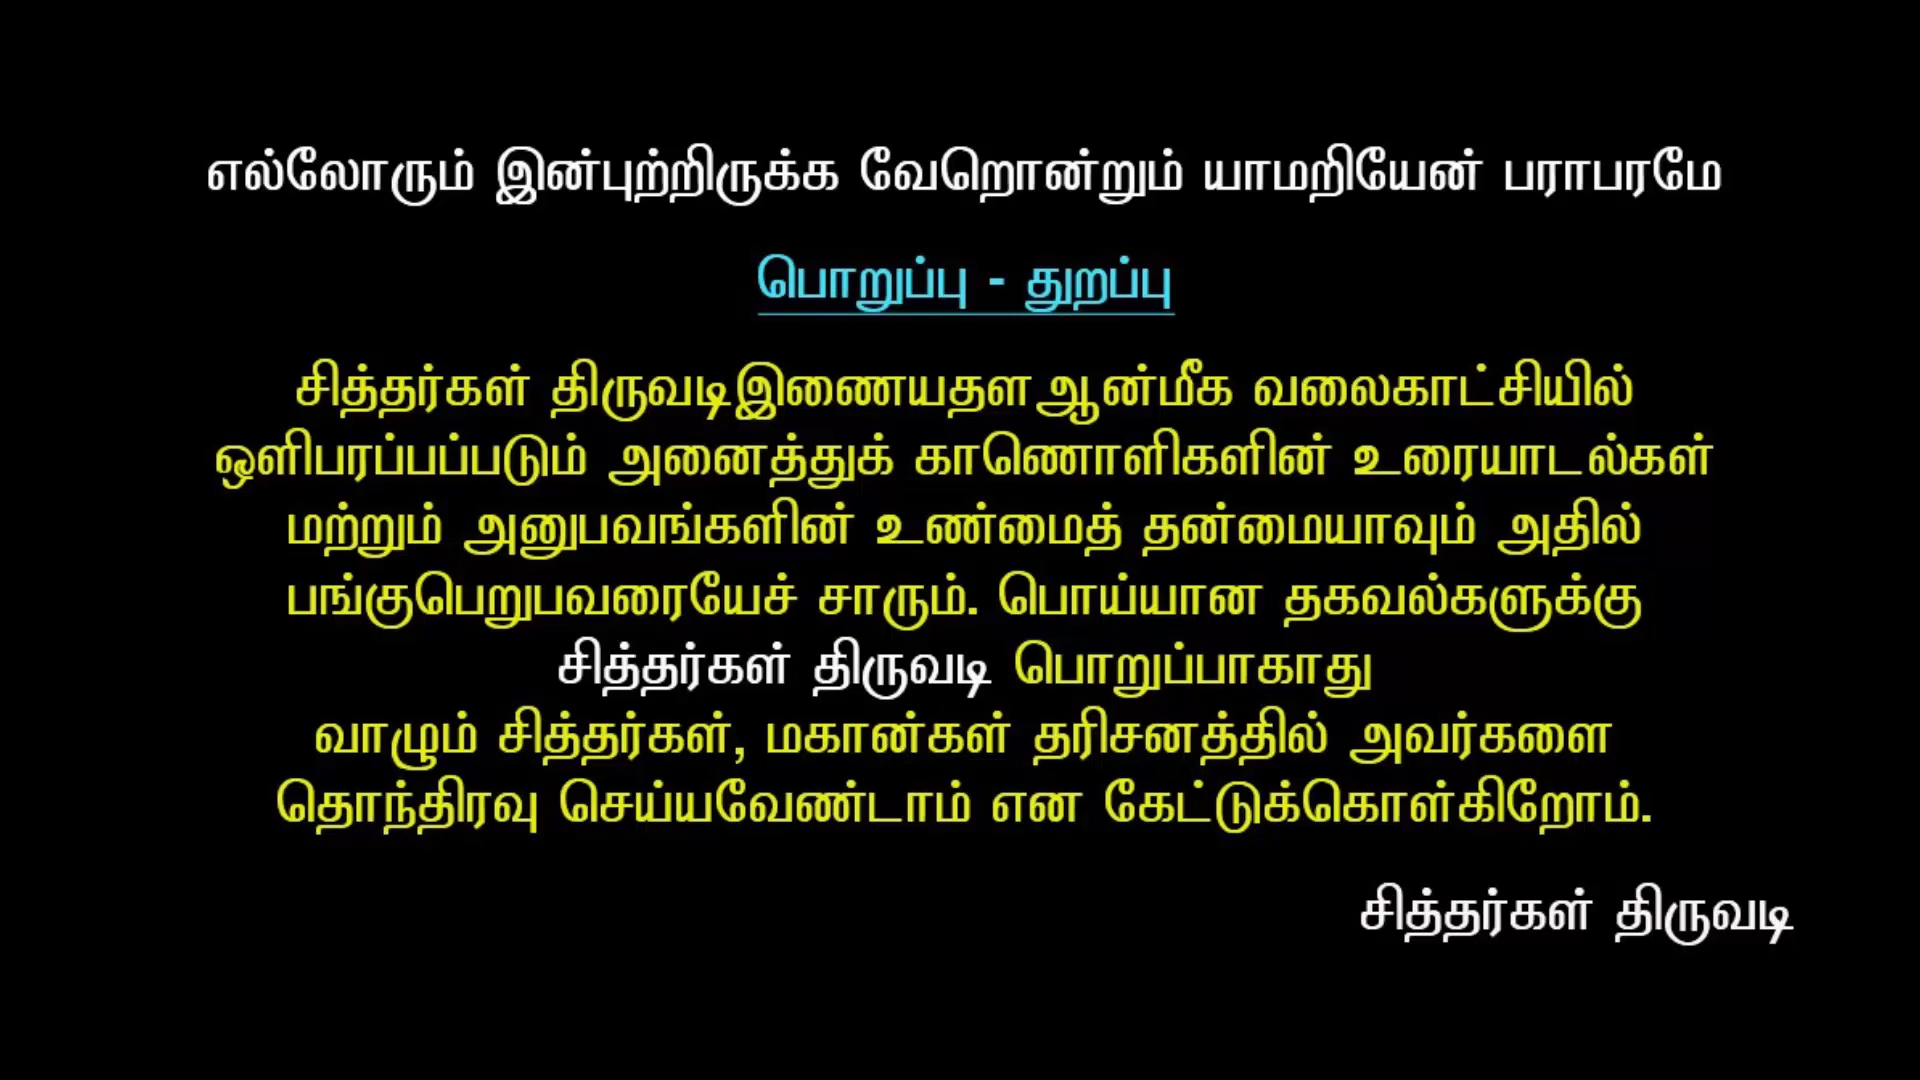 எல்லோரும் இன்புற்றிருக்க வேறொன்றும் யாமறியேன் பராபரமே
பொறுப்பு - துறப்பு
சித்தர்கள் திருவடிஇணையதளஆன்மீக வலைகாட்சியில்
ஒளிபரப்பப்படும் அனைத்துக் காணொளிகளின் உரையாடல்கள்
மற்றும் அனுபவங்களின் உண்மைத் தன்மையாவும் அதில்
பங்குபெறுபவரையேச் சாரும். பொய்யான தகவல்களுக்கு
சித்தர்கள் திருவடி பொறுப்பாகாது
வாழும் சித்தர்கள், மகான்கள் தரிசனத்தில் அவர்களை
தொந்திரவு செய்யவேண்டாம் என கேட்டுக்கொள்கிறோம்.
சித்தர்கள் திருவடி